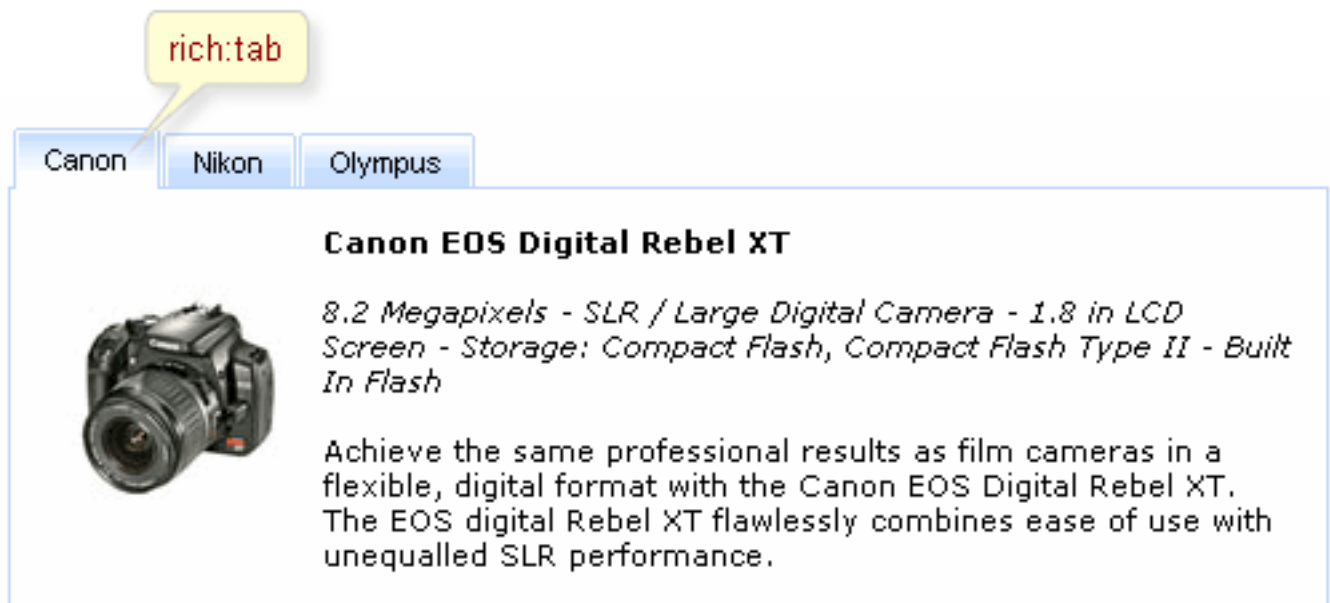 rich:tab
Canon
Nikon
Olympus
Canon EOS Digital Rebel XT
8.2 Megapixels - SLR / Large Digital Camera - 1.8 in LCD
Screen - Storage: Compact Flash, Compact Flash Type II - Built
In Flash
Achieve the same professional results as film cameras in a
flexible, digital format with the Canon EOS Digital Rebel XT.
The EOS digital Rebel XT flawlessly combines ease of use with
unequalled SLR performance.